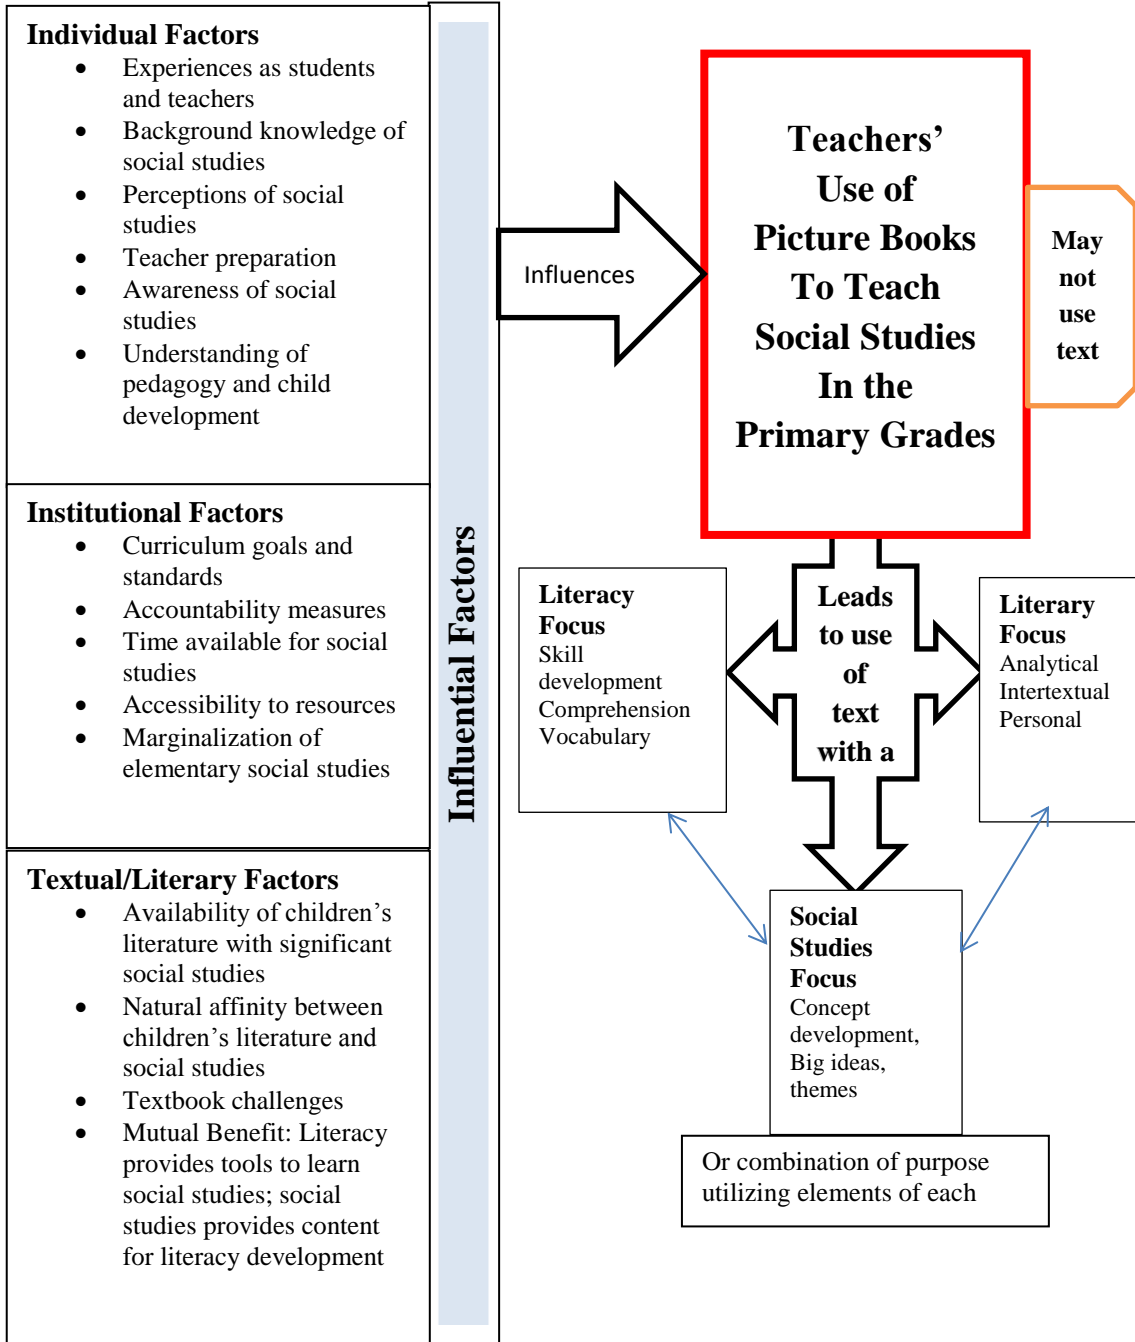 Individual Factors
• Experiences as students
and teachers
• Background knowledge of
social studies
• Perceptions of social
studies
• Teacher preparation
• Awareness of social
studies
• Understanding of
pedagogy and child
development
Institutional Factors
• Curriculum goals and
standards
• Accountability measures
• Time available for social
studies
• Accessibility to resources
• Marginalization of
elementary social studies
Textual/Literary Factors
• Availability of children’s
literature with significant
social studies
• Natural affinity between
children’s literature and
social studies
• Textbook challenges
• Mutual Benefit: Literacy
provides tools to learn
social studies; social
studies provides content
for literacy development
Influential Factors
Influences
Teachers’
Use of
Picture Books
To Teach
Social Studies
In the
Primary Grades
May
not
use
text
Leads
to use
of
text
with a
Literacy
Focus
Skill
development
Comprehension
Vocabulary
Literary
Focus
Analytical
Intertextual
Personal
Social
Studies
Focus
Concept
development,
Big ideas,
themes
Or combination of purpose
utilizing elements of each